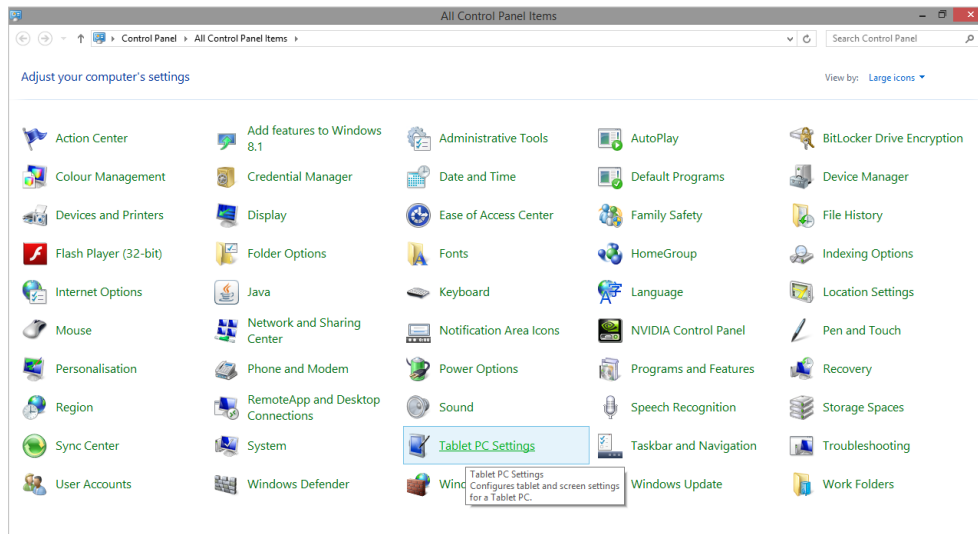 All Control Panel Items
Control Panel All Control Panel Items Search Control Panel
Adjust your computer's settings View by: Large icons
Action Center Add features to Windows 8.1 Administrative Tools AutoPlay BitLocker Drive Encryption
Colour Management Credential Manager Date and Time Default Programs Device Manager
Devices and Printers Display Ease of Access Center Family Safety File History
Flash Player (32-bit) Folder Options Fonts HomeGroup Indexing Options
Internet Options Java Keyboard Language Location Settings
Mouse Network and Sharing Center Notification Area Icons NVIDIA Control Panel Pen and Touch
Personalisation Phone and Modem Power Options Programs and Features Recovery
Region RemoteApp and Desktop Connections Sound Speech Recognition Storage Spaces
Sync Center System Tablet PC Settings Taskbar and Navigation Troubleshooting
User Accounts Windows Defender Windows Update Work Folders
Tablet PC Settings
Configures tablet and screen settings
for a Tablet PC.